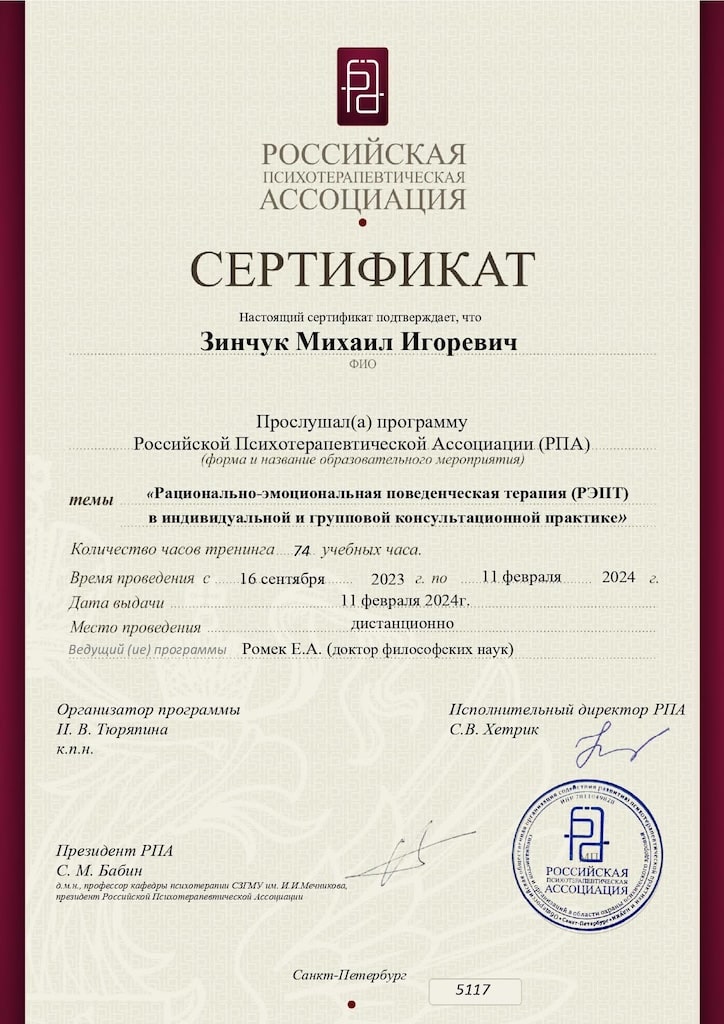 РОССИЙСКАЯ
ПСИХОТЕРАПЕВТИЧЕСКАЯ
АССОЦИАЦИЯ
СЕРТИФИКАТ
Настоящий сертификат подтверждает, что
Зинчук Михаил Игоревич
ФИО
Прослушал(а) программу
Российской Психотерапевтической Ассоциации (РПА)
(форма и название образовательного мероприятия)
темы «Рационально-эмоциональная поведенческая терапия (РЭПТ)
в индивидуальной и групповой консультационной практике»
Количество часов тренинга 74 учебных часа.
Время проведения с 16 сентября 2023 г. по 11 февраля 2024 г.
Дата выдачи 11 февраля 2024г.
Место проведения дистанционно
Ведущий (ие) программы Ромек Е.А. (доктор философских наук)
Организатор программы
И. В. Тюряпина
к.п.н.
Исполнительный директор РПА
С.В. Хетрик
РОССИЙСКАЯ
ПСИХОТЕРАПЕВТИЧЕСКАЯ
АССОЦИАЦИЯ
Президент РПА
С. М. Бабин
д.м.н., профессор кафедры психотерапии СЗГМУ им. И.И.Мечникова,
президент Российской Психотерапевтической Ассоциации
Санкт-Петербург
5117